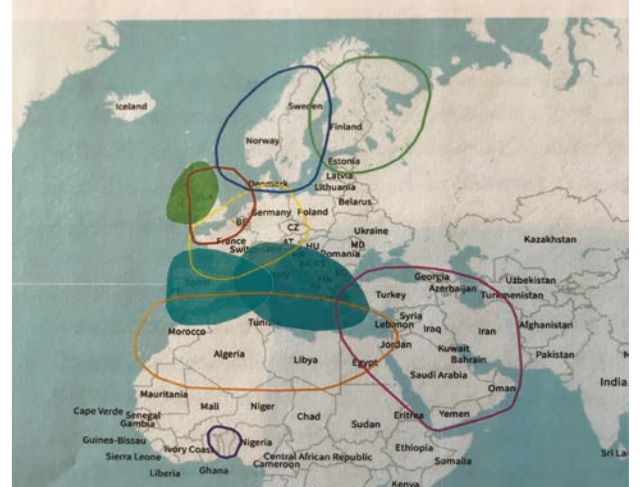 Iceland
Sweden
Norway
Finland
Estonia
Latvia
Denmark
Lithuania
Belarus
Germany Poland
BE
CZ
Ukraine
Kazakhstan
France
AT HU MD
Romania
Georgia
Uzbekistan
Azerbaijan
Turkmenistan
Turkey
Syria
Lebanon
Iraq
Iran
Afghanistan
Morocco
Jordan
Kuwait
Pakistan
Algeria
Libya
Egypt
Bahrain
Saudi Arabia
India
Oman
Mauritania
Mali
Niger
Cape Verde
Senegal
Chad
Eritrea
Yemen
Gambia
Sudan
Guinea-Bissau
Ivory Coast
Nigeria
Ethiopia
Sierra Leone
Central African Republic
Somalia
Sri La
Liberia
Ghana
Cameroon
Kenya